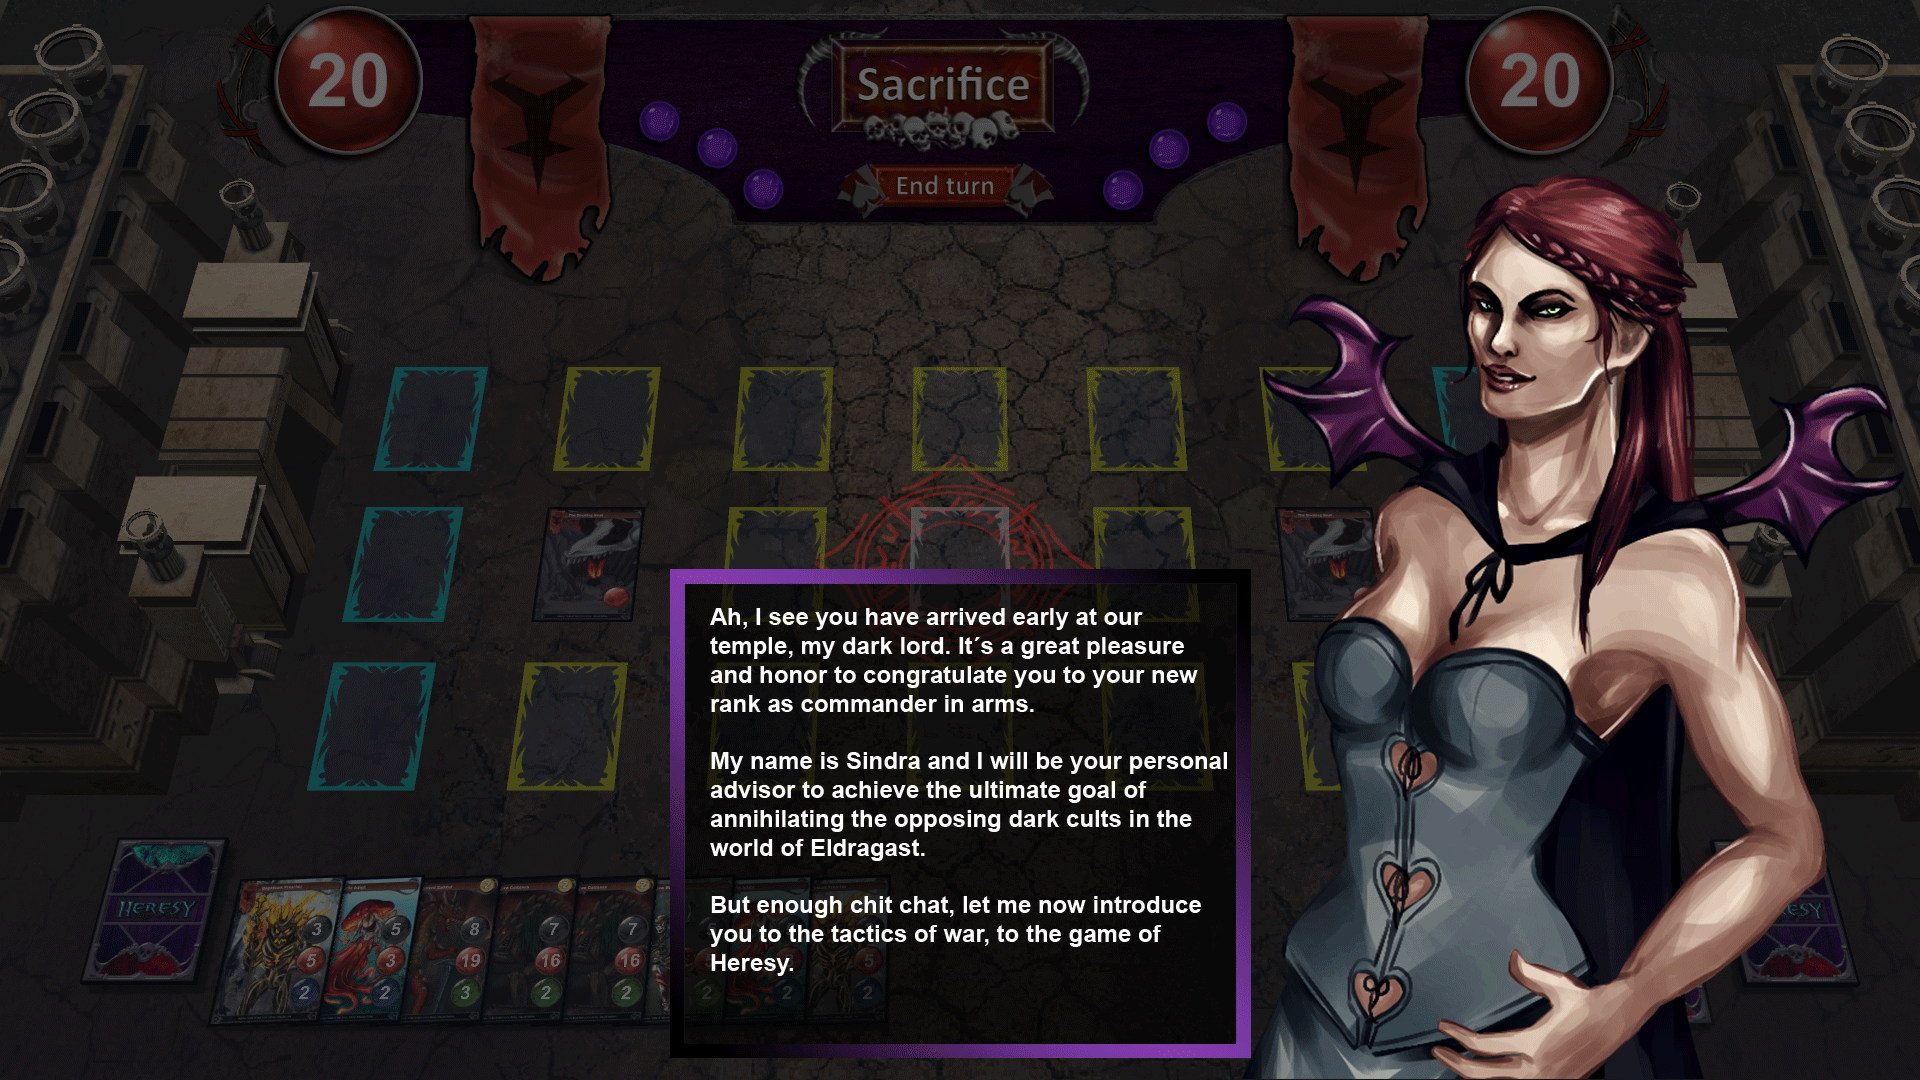 20
Sacrifice
20
End turn
Ah, I see you have arrived early at our
temple, my dark lord. It´s a great pleasure
and honor to congratulate you to your new
rank as commander in arms.
My name is Sindra and I will be your personal
advisor to achieve the ultimate goal of
annihilating the opposing dark cults in the
world of Eldragast.
But enough chit chat, let me now introduce
you to the tactics of war, to the game of
Heresy.
HERESY
3
5
8
7
7
5
3
19
16
16
5
2
2
3
2
2
2
2
2